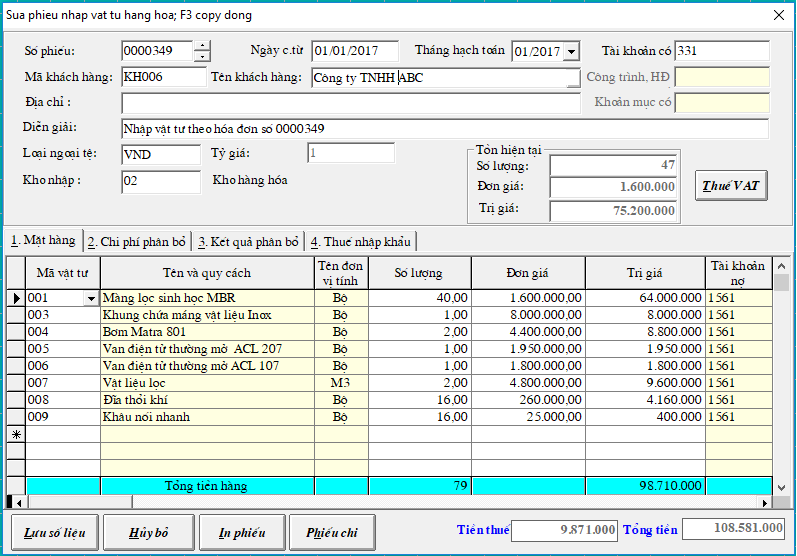 Sua phieu nhap vat tu hang hoa; F3 copy dong
Số phiếu: 0000349 Ngày c.từ 01/01/2017 Tháng hạch toán 01/2017 Tài khoản có 331
Mã khách hàng: KH006 Tên khách hàng: Công ty TNHH ABC Công trình, HĐ
Địa chỉ : Khoản mục có
Diễn giải: Nhập vật tư theo hóa đơn số 0000349
Loại ngoại tệ: VND Tỷ giá: 1
Kho nhập : 02 Kho hàng hóa
Tồn hiện tại
Số lượng: 47
Đơn giá: 1.600.000
Trị giá: 75.200.000
Thuế VAT
1. Mặt hàng 2. Chi phí phân bổ 3. Kết quả phân bổ 4. Thuế nhập khẩu
Mã vật tư Tên và quy cách Tên đơn vị tính Số lượng Đơn giá Trị giá Tài khoản nợ
001 Màng lọc sinh học MBR Bộ 40,00 1.600.000,00 64.000.000 1561
003 Khung chứa máng vật liệu Inox Bộ 1,00 8.000.000,00 8.000.000 1561
004 Bơm Matra 801 Bộ 2,00 4.400.000,00 8.800.000 1561
005 Van điện từ thường mở ACL 207 Bộ 1,00 1.950.000,00 1.950.000 1561
006 Van điện từ thường mở ACL 107 Bộ 1,00 1.800.000,00 1.800.000 1561
007 Vật liệu lọc M3 2,00 4.800.000,00 9.600.000 1561
008 Đĩa thổi khí Bộ 16,00 260.000,00 4.160.000 1561
009 Khâu nối nhanh Bộ 16,00 25.000,00 400.000 1561
Tổng tiền hàng 79 98.710.000
Lưu số liệu Hủy bỏ In phiếu Phiếu chi Tiền thuế 9.871.000 Tổng tiền 108.581.000